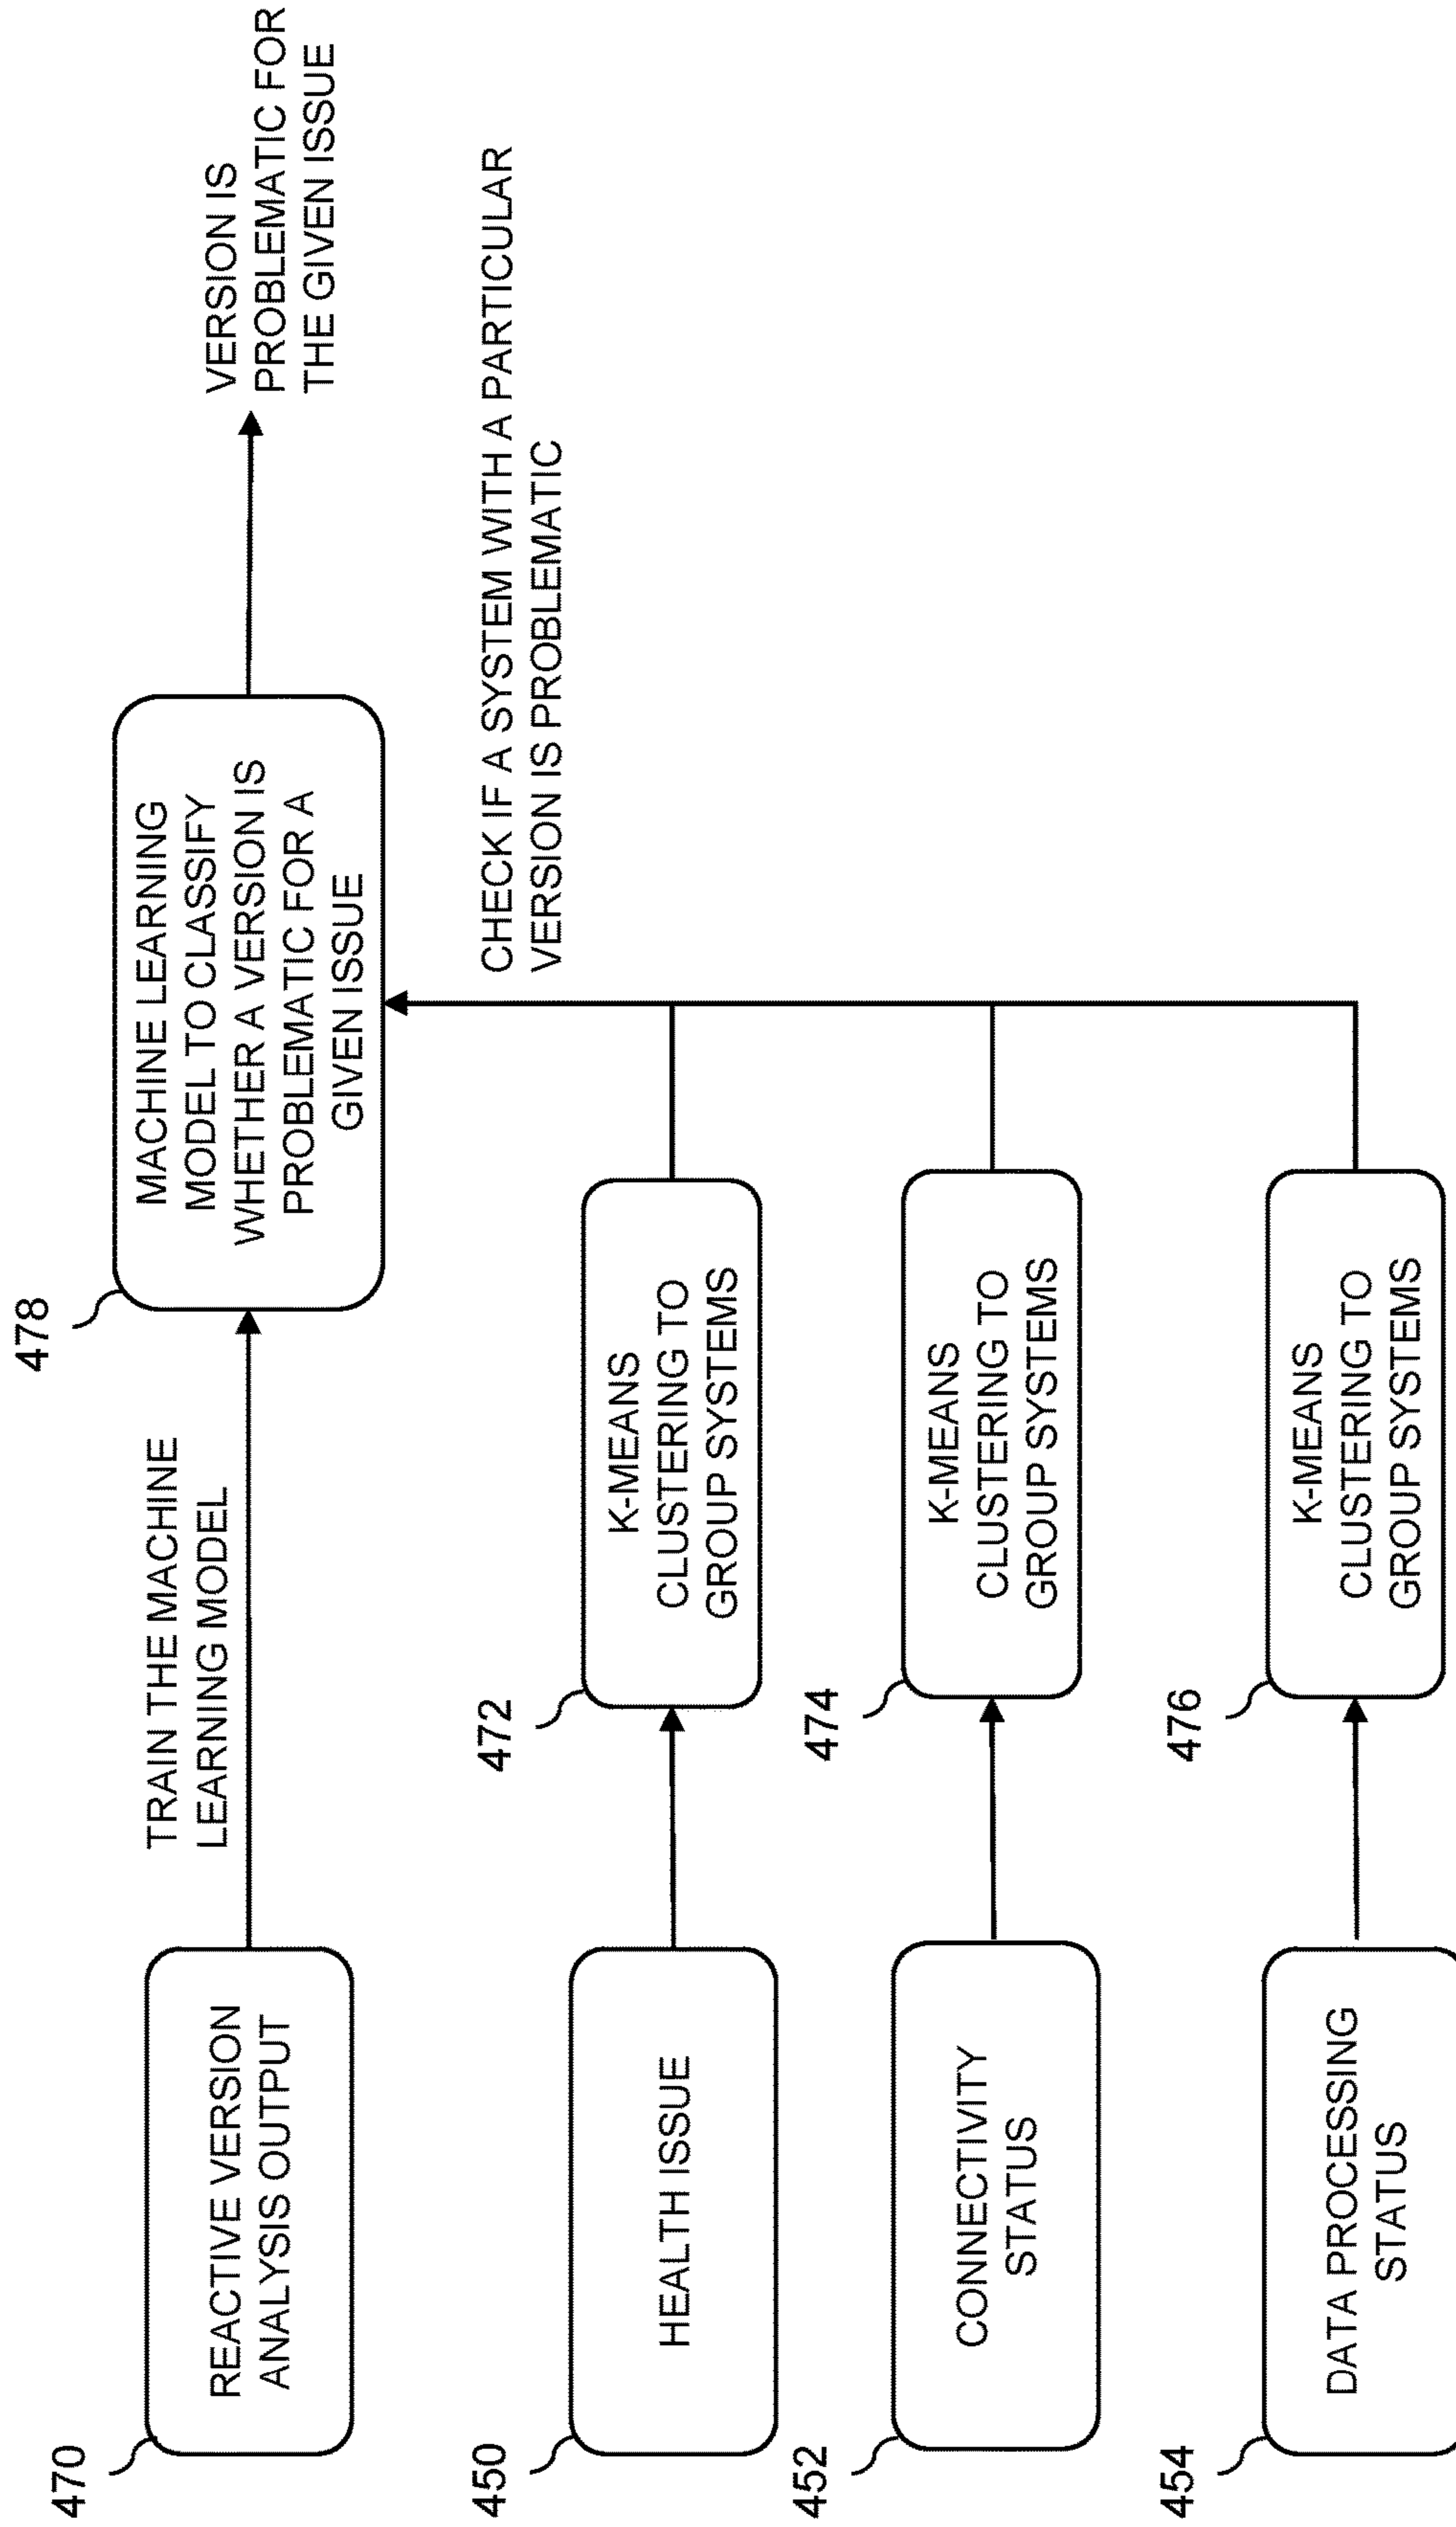 470
REACTIVE VERSION
ANALYSIS OUTPUT
TRAIN THE MACHINE
LEARNING MODEL
478
MACHINE LEARNING
MODEL TO CLASSIFY
WHETHER A VERSION IS
PROBLEMATIC FOR A
GIVEN ISSUE
VERSION IS
PROBLEMATIC FOR
THE GIVEN ISSUE
450
HEALTH ISSUE
472
K-MEANS
CLUSTERING TO
GROUP SYSTEMS
CHECK IF A SYSTEM WITH A PARTICULAR
VERSION IS PROBLEMATIC
452
CONNECTIVITY
STATUS
474
K-MEANS
CLUSTERING TO
GROUP SYSTEMS
454
DATA PROCESSING
STATUS
476
K-MEANS
CLUSTERING TO
GROUP SYSTEMS